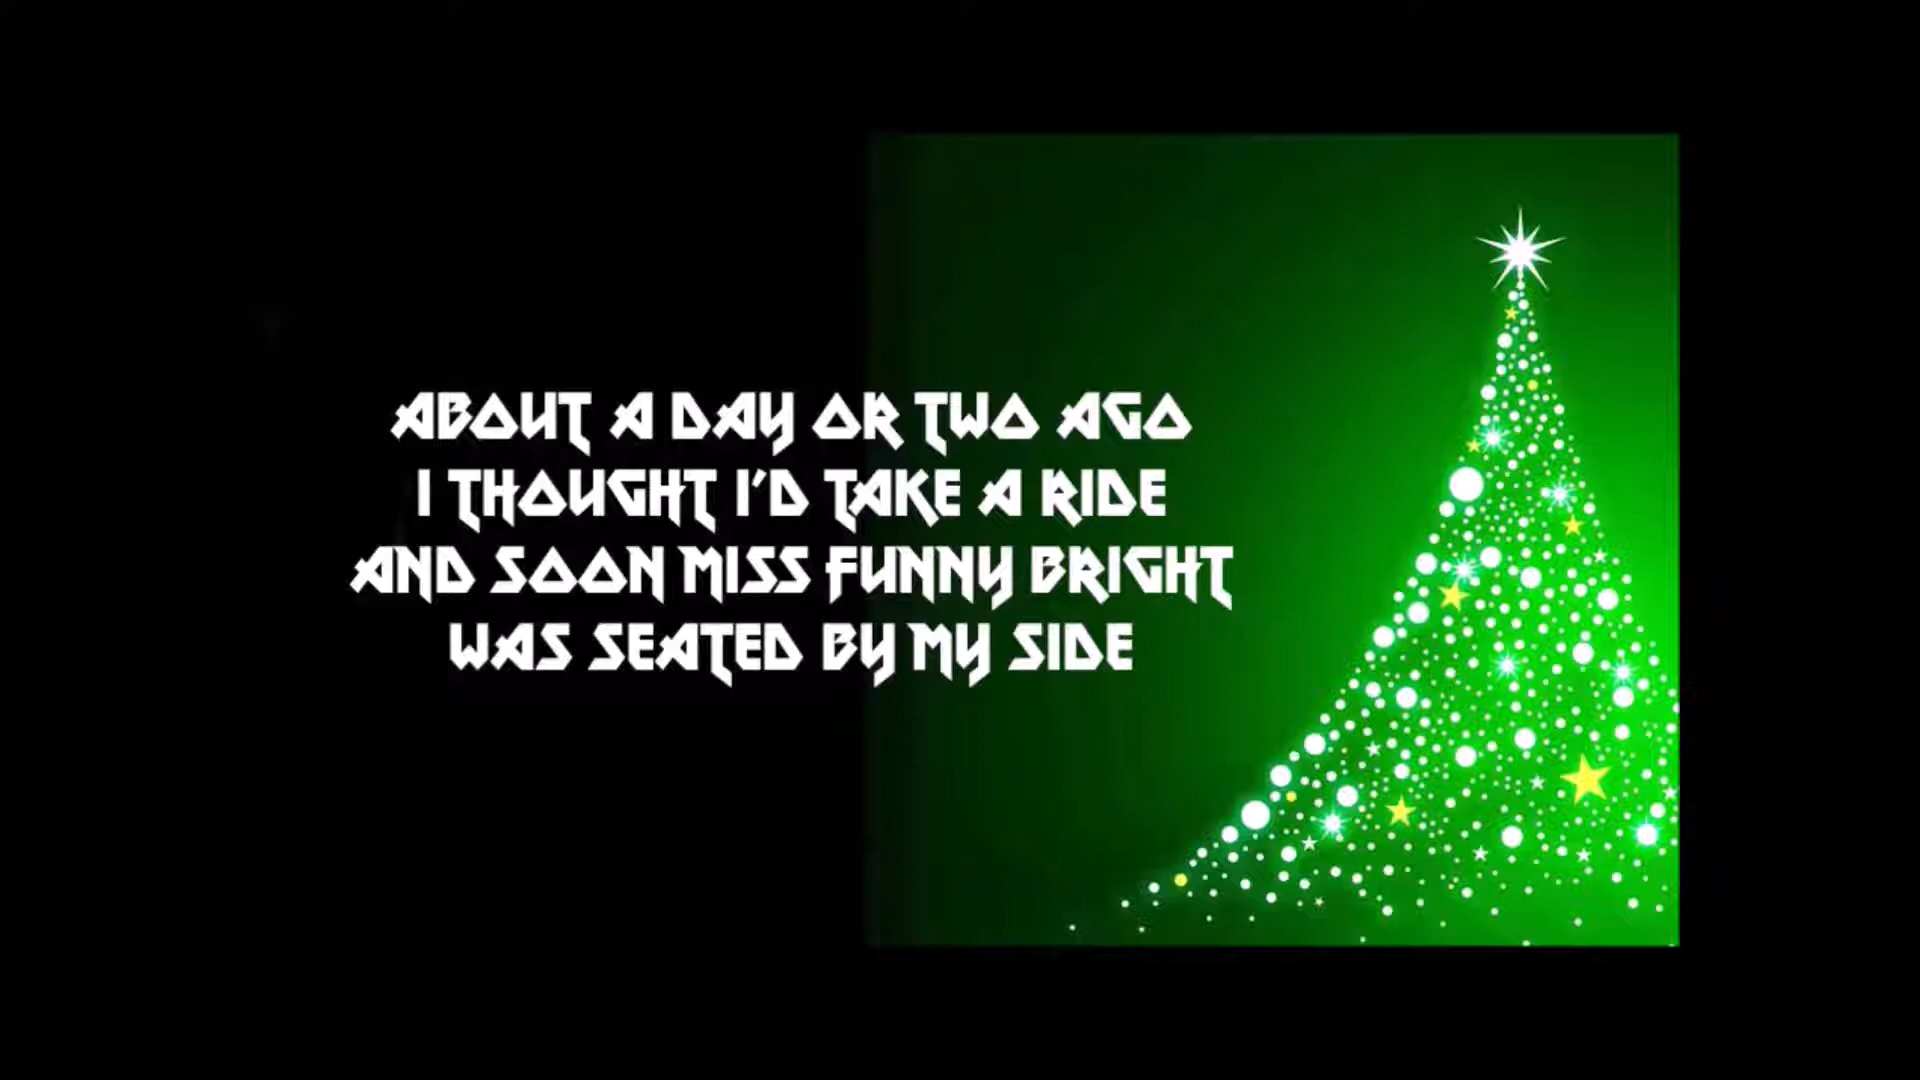 ABOUT A DAY OR TWO AGO
I THOUGHT I'D TAKE A RIDE
AND SOON MISS FUNNY BRIGHT
WAS SEATED BY MY SIDE